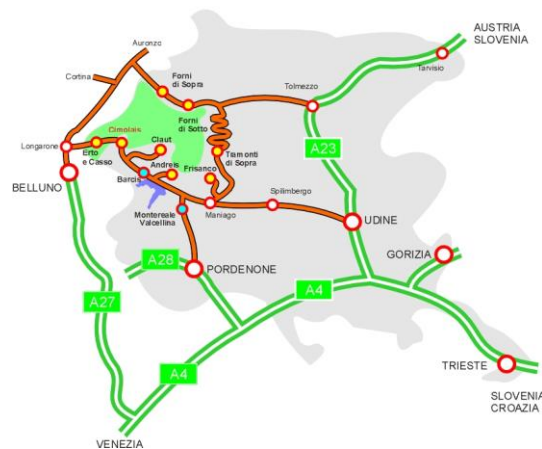 AUSTRIA
SLOVENIA
Auronzo
Tarvisio
Cortina
Forni
di Sopra
Tolmezzo
Forni
di Sotto
Cimolais
Longarone
Erto
e Casso
Claut
Andreis
Frisanco
Tramonti
di Sopra
A23
BELLUNO
Barcis
Spilimbergo
Maniago
Montereale
Valcellina
UDINE
GORIZIA
A28
PORDENONE
A4
A27
TRIESTE
A4
SLOVENIA
CROAZIA
VENEZIA